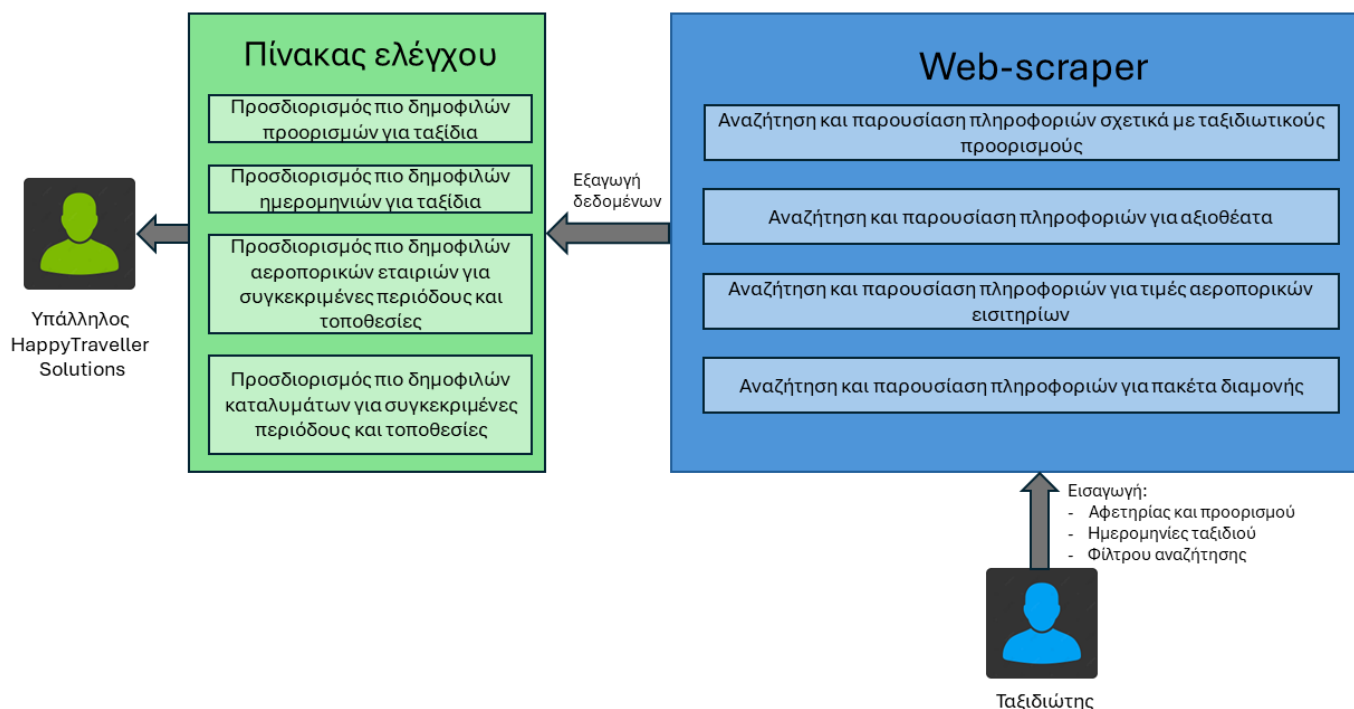 Πίνακας ελέγχου
Προσδιορισμός πιο δημοφιλών
προορισμών για ταξίδια
Προσδιορισμός πιο δημοφιλών
ημερομηνιών για ταξίδια
Προσδιορισμός πιο δημοφιλών
αεροπορικών εταιριών για
συγκεκριμένες περιόδους και
τοποθεσίες
Προσδιορισμός πιο δημοφιλών
καταλυμάτων για συγκεκριμένες
περιόδους και τοποθεσίες
Υπάλληλος
HappyTraveller
Solutions
Εξαγωγή
δεδομένων
Web-scraper
Αναζήτηση και παρουσίαση πληροφοριών σχετικά με ταξιδιωτικούς
προορισμούς
Αναζήτηση και παρουσίαση πληροφοριών για αξιοθέατα
Αναζήτηση και παρουσίαση πληροφοριών για τιμές αεροπορικών
εισιτηρίων
Αναζήτηση και παρουσίαση πληροφοριών για πακέτα διαμονής
Εισαγωγή:
- Αφετηρίας και προορισμού
- Ημερομηνίες ταξιδιού
- Φίλτρου αναζήτησης
Ταξιδιώτης